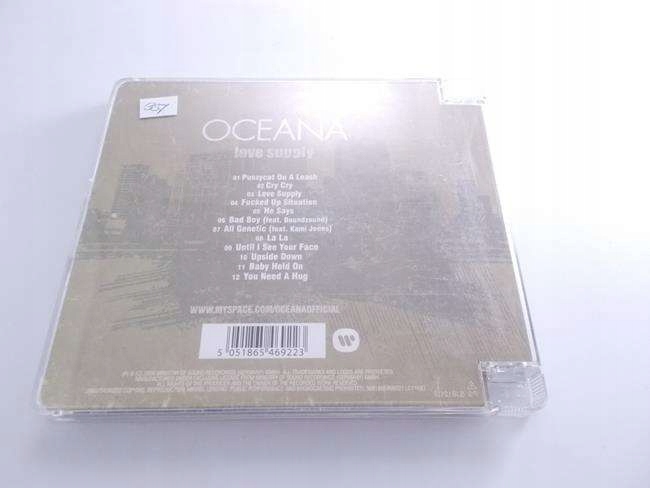 OCEANA
love supply
01 Pussycat On A Leash
02 Cry Cry
03 Love Supply
04 Fucked Up Situation
05 He Says
06 Bad Boy (feat. Boundzound)
07 All Genetic (feat. Kami Jones)
08 La La
09 Until I See Your Face
10 Upside Down
11 Baby Hold On
12 You Need A Hug
WWW.MYSPACE.COM/OCEANAOFFICIAL
5 051865 469223